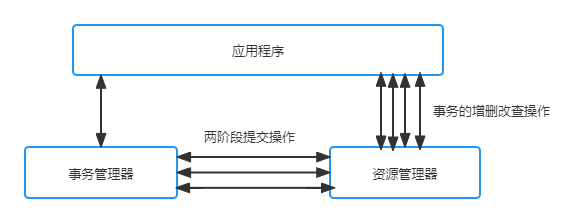 应用程序
事务的增删改查操作
两阶段提交操作
事务管理器
资源管理器